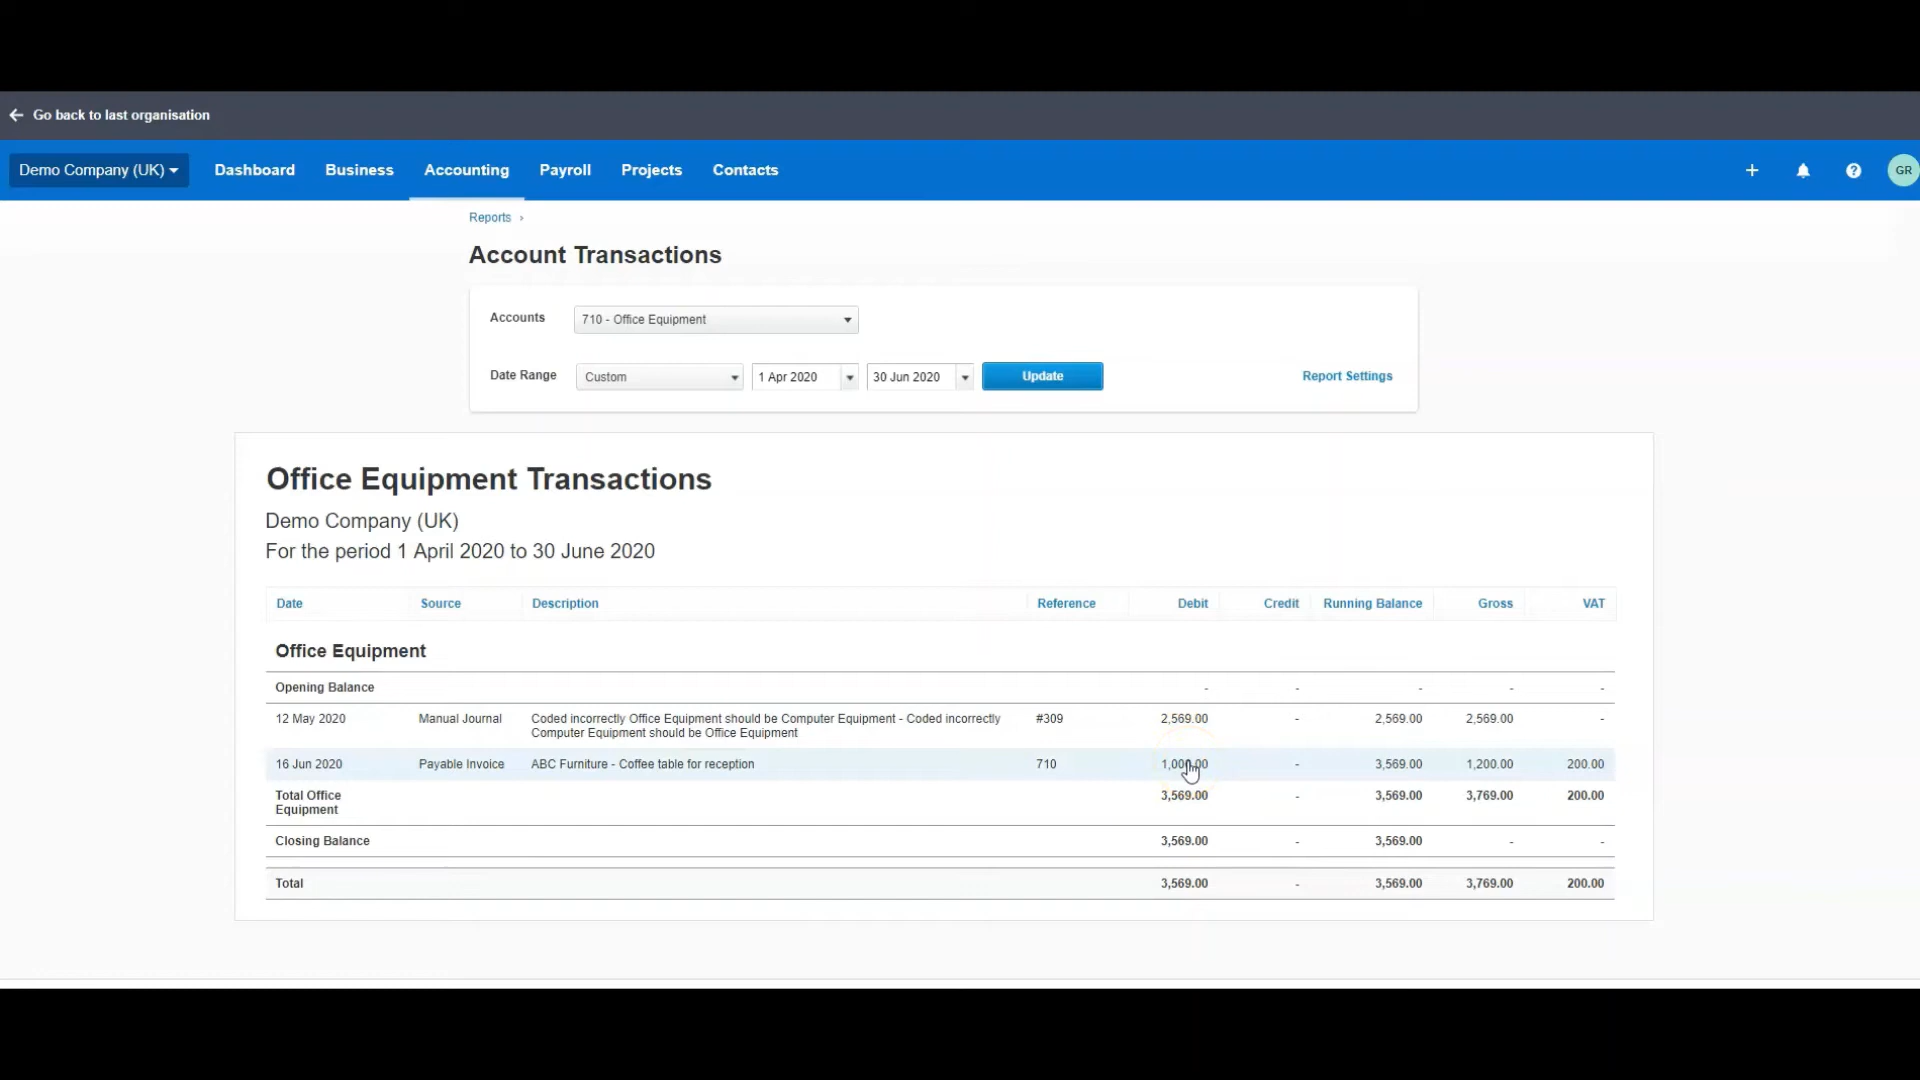 Go back to last organisation
Demo Company (UK) Dashboard Business Accounting Payroll Projects Contacts GR
Reports
Account Transactions
Accounts 710 - Office Equipment
Date Range Custom 1 Apr 2020 30 Jun 2020 Update Report Settings
Office Equipment Transactions
Demo Company (UK)
For the period 1 April 2020 to 30 June 2020
Date Source Description Reference Debit Credit Running Balance Gross VAT
Office Equipment
Opening Balance - - - - -
12 May 2020 Manual Journal Coded incorrectly Office Equipment should be Computer Equipment - Coded incorrectly #309 2,569.00 - 2,569.00 2,569.00 -
Computer Equipment should be Office Equipment
16 Jun 2020 Payable Invoice ABC Furniture - Coffee table for reception 710 1,000.00 - 3,569.00 1,200.00 200.00
Total Office 3,569.00 - 3,569.00 3,769.00 200.00
Equipment
Closing Balance 3,569.00 - 3,569.00 - -
Total 3,569.00 - 3,569.00 3,769.00 200.00